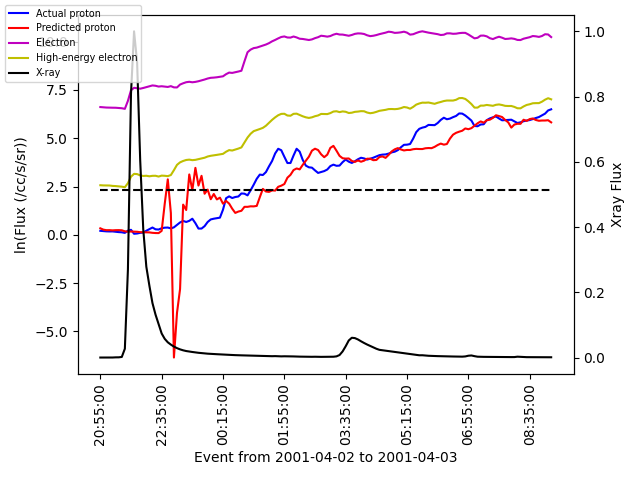 Actual proton
Predicted proton
Electron
High-energy electron
X-ray
7.5
5.0
2.5
0.0
−2.5
−5.0
ln(Flux (/cc/s/sr))
1.0
0.8
0.6
0.4
0.2
0.0
Xray Flux
20:55:00
22:35:00
00:15:00
01:55:00
03:35:00
05:15:00
06:55:00
08:35:00
Event from 2001-04-02 to 2001-04-03